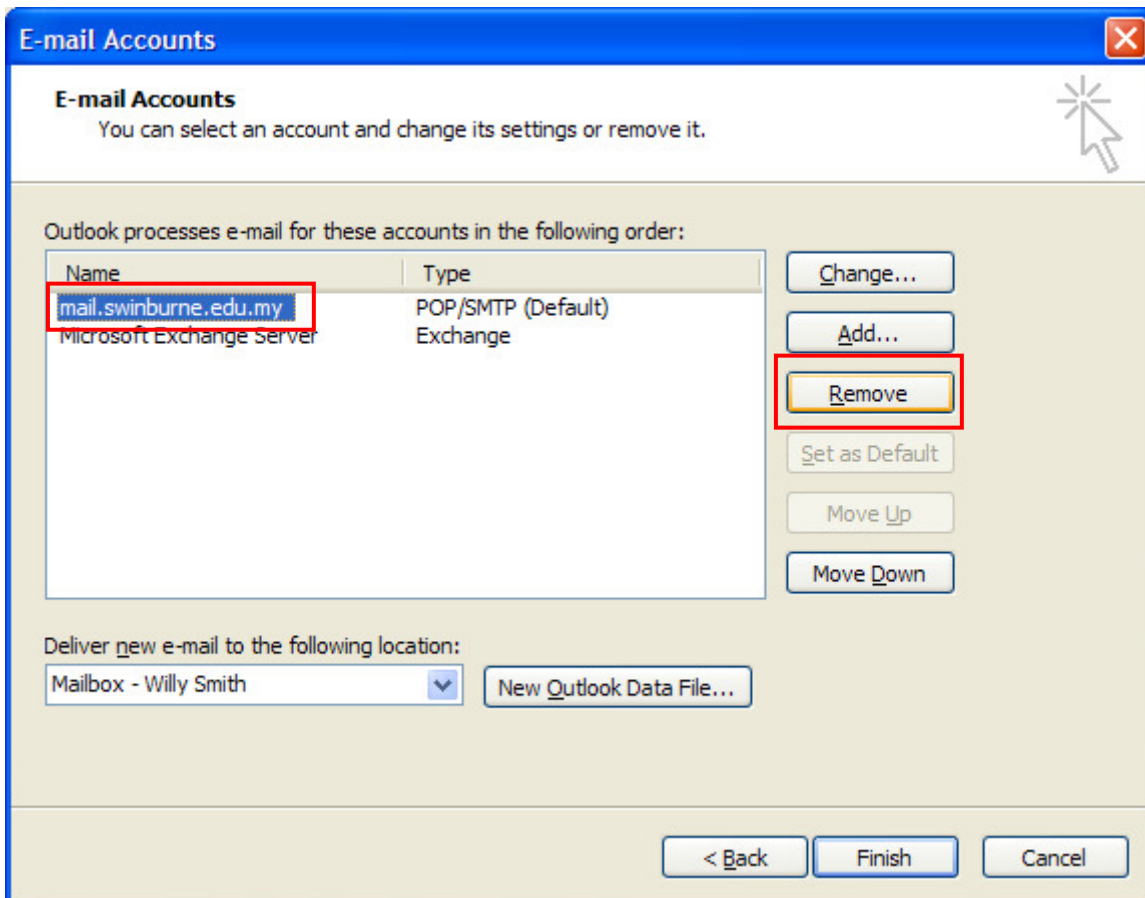 E-mail Accounts
E-mail Accounts
You can select an account and change its settings or remove it.
Outlook processes e-mail for these accounts in the following order:
Name Type
mail.swinburne.edu.my POP/SMTP (Default)
Microsoft Exchange Server Exchange
Change...
Add...
Remove
Set as Default
Move Up
Move Down
Deliver new e-mail to the following location:
Mailbox - Willy Smith New Outlook Data File...
< Back Finish Cancel